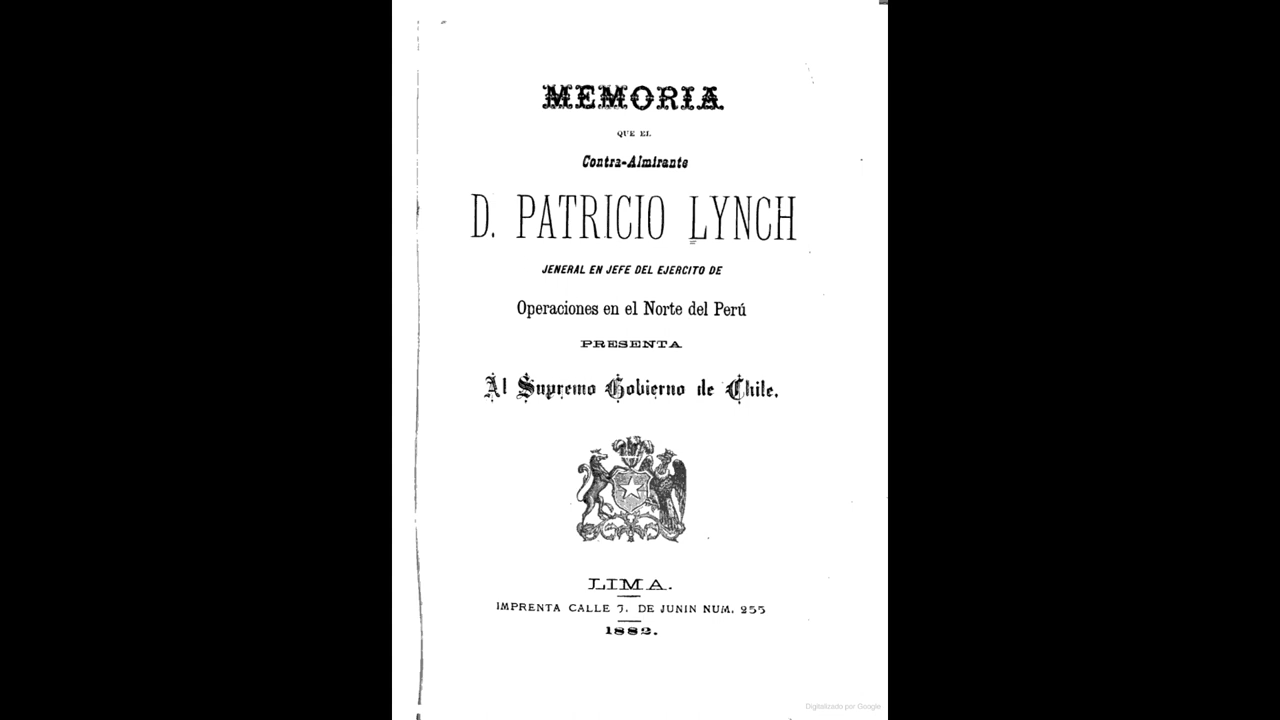 MEMORIA
QUE EL
Contra-Almirante
D. PATRICIO LYNCH
JENERAL EN JEFE DEL EJERCITO DE
Operaciones en el Norte del Perú
PRESENTA
Al Supremo Gobierno de Chile.
LIMA.
IMPRENTA CALLE 7. DE JUNIN NUM. 255
1882.
Digitalizado por Google